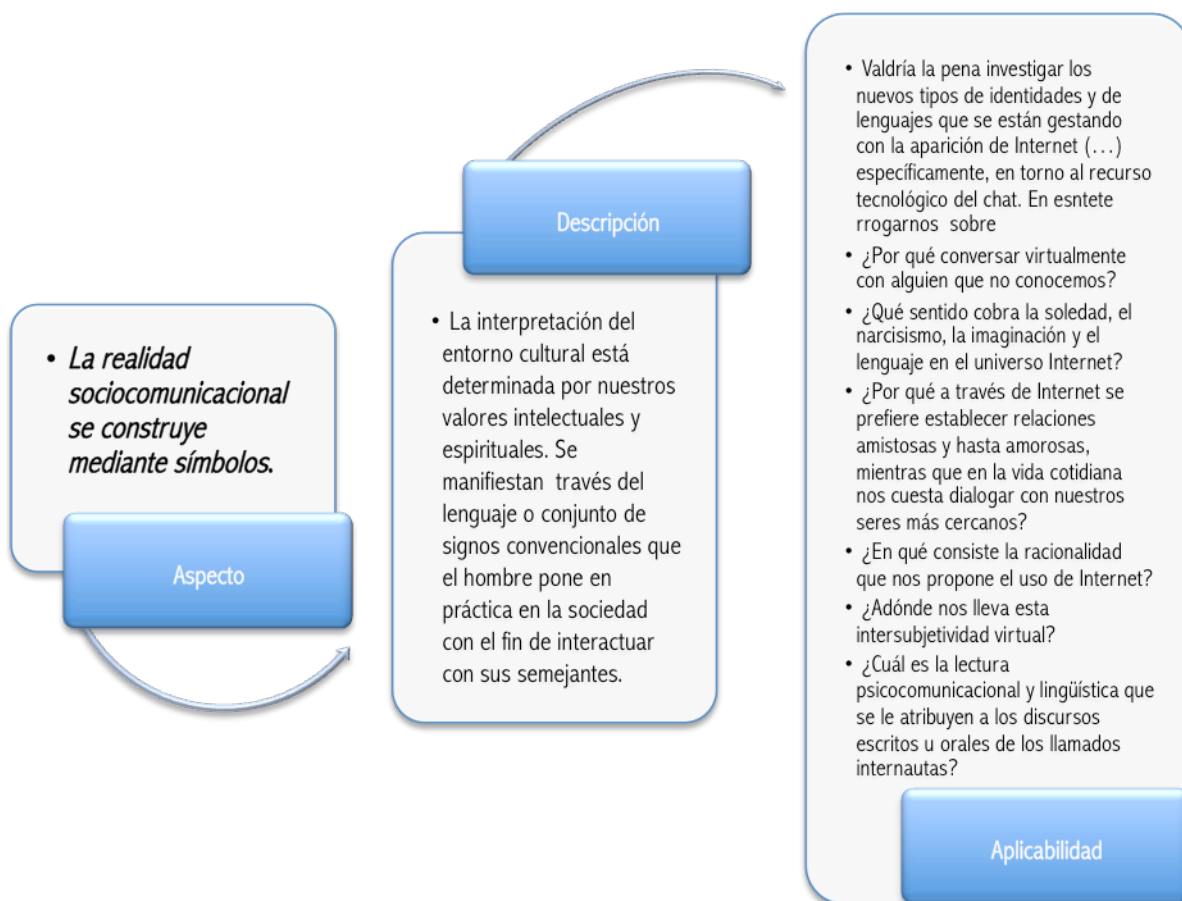 • La realidad
sociocomunicacional
se construye
mediante símbolos.
Aspecto
Descripción
• La interpretación del
entorno cultural está
determinada por nuestros
valores intelectuales y
espirituales. Se
manifiestan través del
lenguaje o conjunto de
signos convencionales que
el hombre pone en
práctica en la sociedad
con el fin de interactuar
con sus semejantes.
• Valdría la pena investigar los
nuevos tipos de identidades y de
lenguajes que se están gestando
con la aparición de Internet (...)
específicamente, en torno al recurso
tecnológico del chat. En esntete
rrogarnos sobre
• ¿Por qué conversar virtualmente
con alguien que no conocemos?
• ¿Qué sentido cobra la soledad, el
narcisismo, la imaginación y el
lenguaje en el universo Internet?
• ¿Por qué a través de Internet se
prefiere establecer relaciones
amistosas y hasta amorosas,
mientras que en la vida cotidiana
nos cuesta dialogar con nuestros
seres más cercanos?
• ¿En qué consiste la racionalidad
que nos propone el uso de Internet?
• ¿Adónde nos lleva esta
intersubjetividad virtual?
• ¿Cuál es la lectura
psicocomunicacional y lingüística que
se le atribuyen a los discursos
escritos u orales de los llamados
internautas?
Aplicabilidad